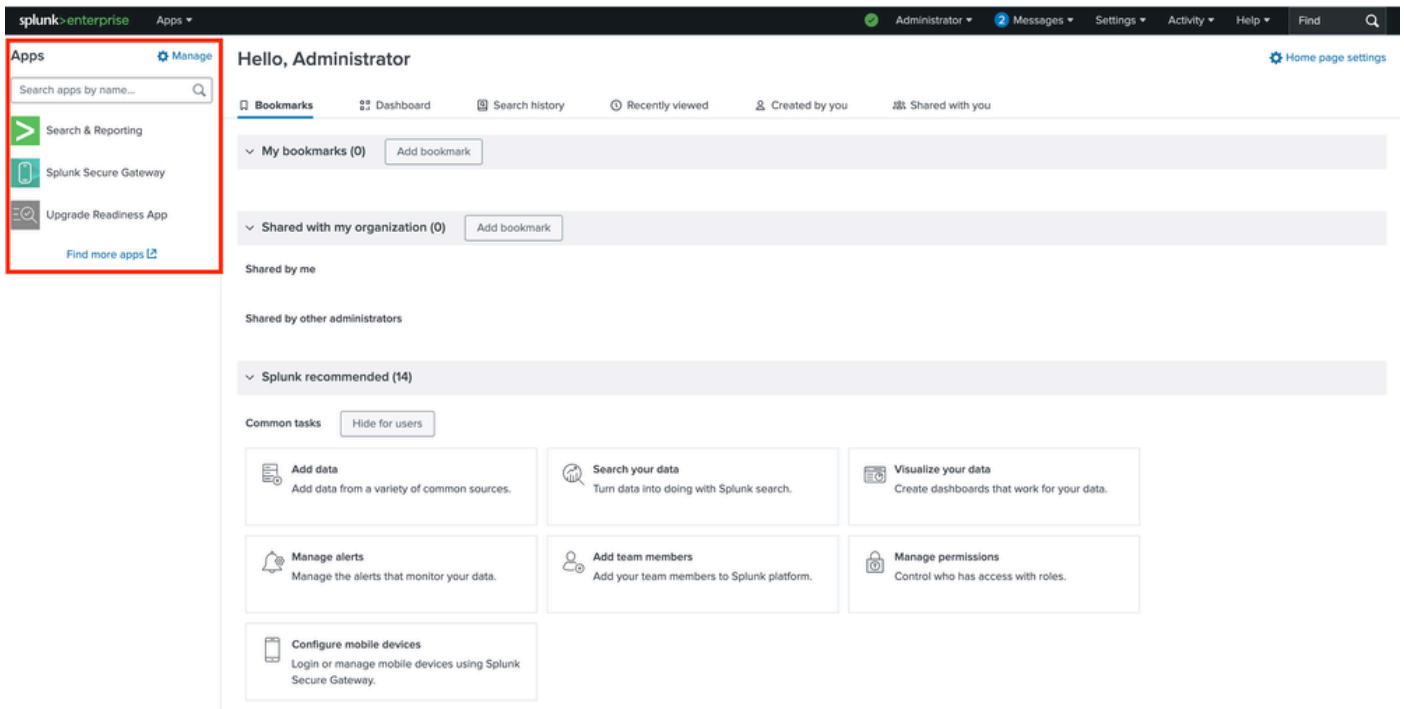 splunk>enterprise Apps Administrator 2 Messages Settings Activity Help Find
Apps Manage
Search apps by name...
Search & Reporting
Splunk Secure Gateway
Upgrade Readiness App
Find more apps
Hello, Administrator
Home page settings
Bookmarks Dashboard Search history Recently viewed Created by you Shared with you
My bookmarks (0) Add bookmark
Shared with my organization (0) Add bookmark
Shared by me
Shared by other administrators
Splunk recommended (14)
Common tasks Hide for users
Add data
Add data from a variety of common sources.
Search your data
Turn data into doing with Splunk search.
Visualize your data
Create dashboards that work for your data.
Manage alerts
Manage the alerts that monitor your data.
Add team members
Add your team members to Splunk platform.
Manage permissions
Control who has access with roles.
Configure mobile devices
Login or manage mobile devices using Splunk
Secure Gateway.